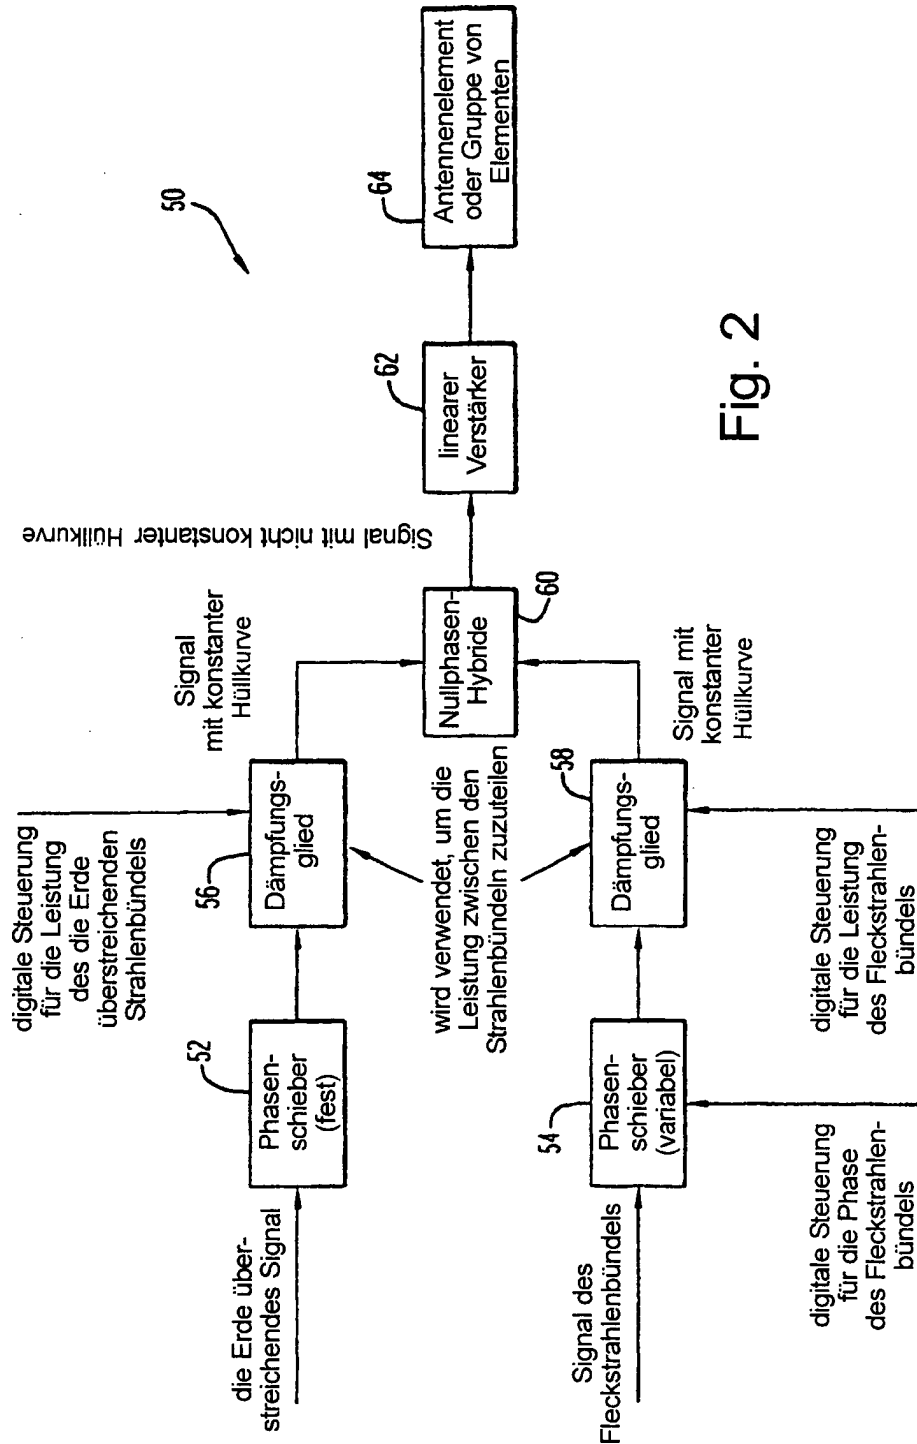 die Erde über-
streichendes Signal
Phasen-
schieber
(fest)
52
digitale Steuerung
für die Leistung
des die Erde
überstreichenden
Strahlenbündels
56
Dämpfungs-
glied
Signal
mit konstanter
Hüllkurve
wird verwendet, um die
Leistung zwischen den
Strahlenbündeln zuzuteilen
Signal des
Fleckstrahlenbündels
54
Phasen-
schieber
(variabel)
digitale Steuerung
für die Phase
des Fleckstrahlen-
bündels
58
Dämpfungs-
glied
digitale Steuerung
für die Leistung
des Fleckstrahlen-
bündels
Signal mit
konstanter
Hüllkurve
Nullphasen-
Hybride
60
Signal mit nicht konstanter Hüllkurve
linearer
Verstärker
62
Antennenelement
oder Gruppe von
Elementen
64
50
Fig. 2